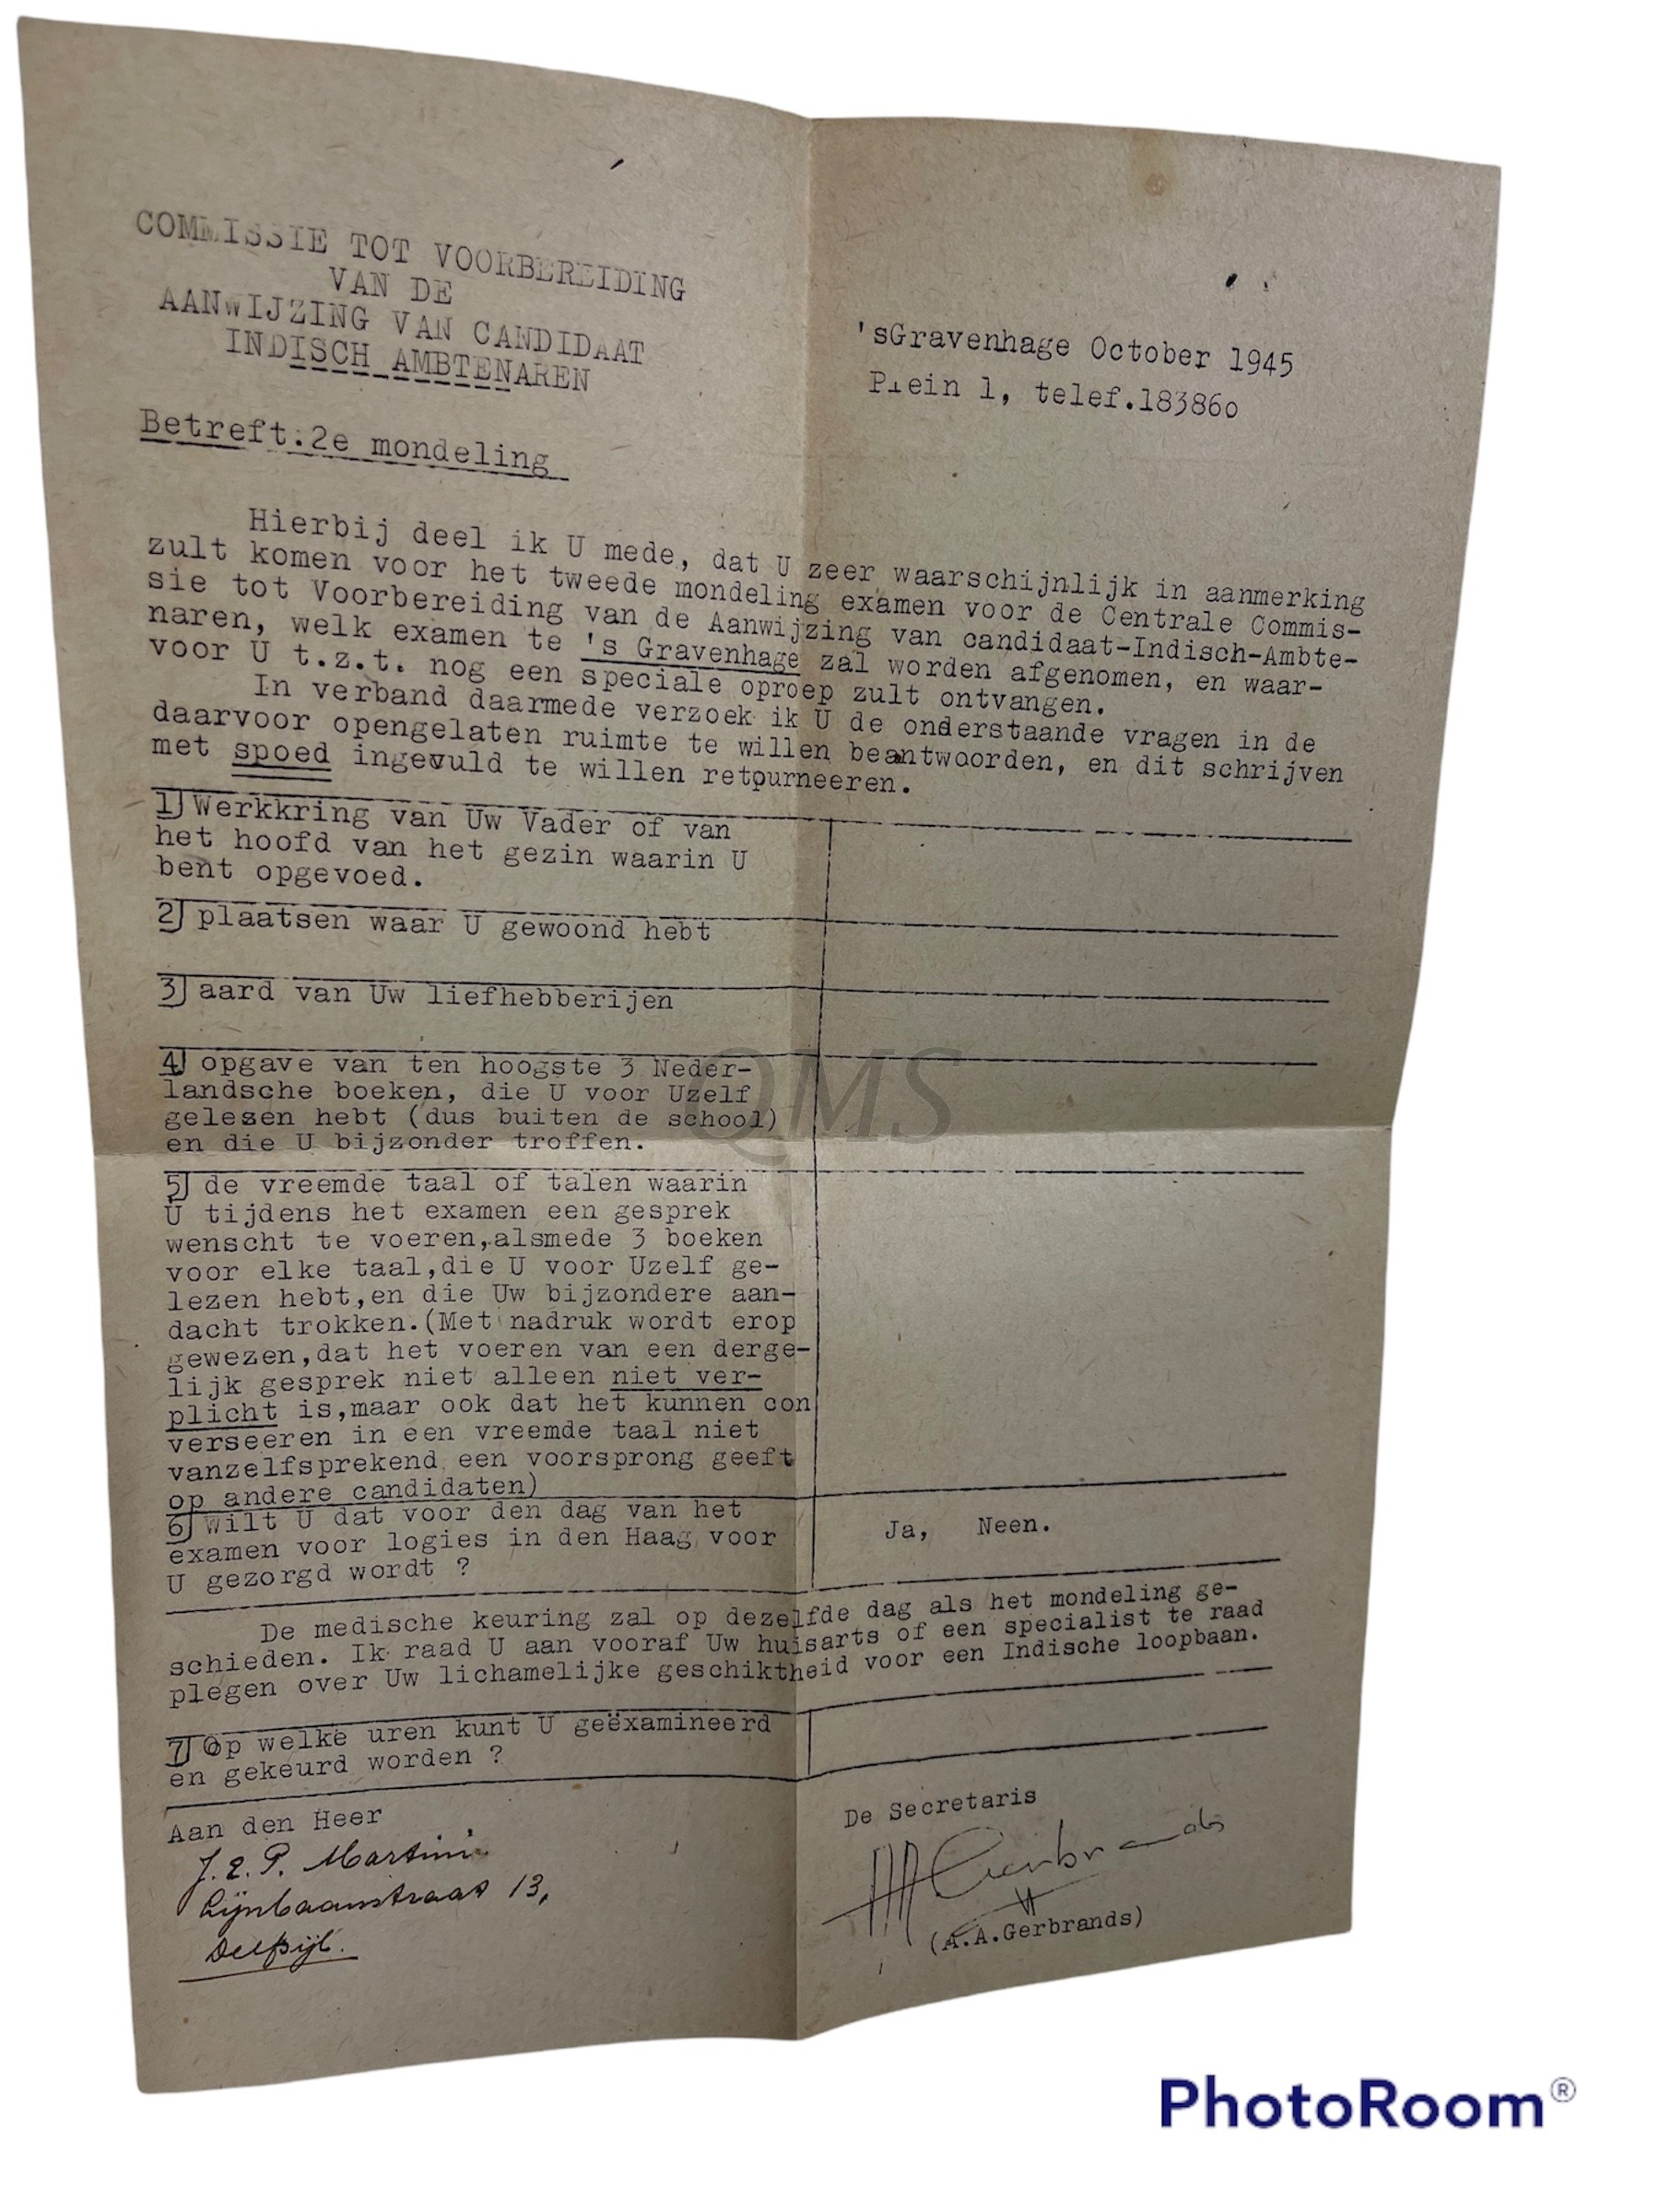 COMMISSIE TOT VOORBEREIDING
VAN DE
AANWIJZING VAN CANDIDAAT
INDISCH AMBTENAREN
'sGravenhage October 1945
Plein 1, telef.183860
Betreft:2e mondeling
Hierbij deel ik U mede, dat U zeer waarschijnlijk in aanmerking
zult komen voor het tweede mondeling examen voor de Centrale Commis-
sie tot Voorbereiding van de Aanwijzing van candidaat-Indisch-Ambte-
naren, welk examen te 's Gravenhage zal worden afgenomen, en waar-
voor U t.z.t. nog een speciale oproep zult ontvangen.
In verband daarmede verzoek ik U de onderstaande vragen in de
daarvoor opengelaten ruimte te willen beantwoorden, en dit schrijven
met spoed ingevuld te willen retourneeren.
1) Werkkring van Uw Vader of van
het hoofd van het gezin waarin U
bent opgevoed.
2) plaatsen waar U gewoond hebt
3) aard van Uw liefhebberijen
4) opgave van ten hoogste 3 Neder-
landsche boeken, die U voor Uzelf
gelesen hebt (dus buiten de school)
en die U bijzonder troffen.
QMS
5) de vreemde taal of talen waarin
U tijdens het examen een gesprek
wenscht te voeren,alsmede 3 boeken
voor elke taal,die U voor Uzelf ge-
lezen hebt,en die Uw bijzondere aan-
dacht trokken.(Met nadruk wordt erop
gewezen,dat het voeren van een derge-
lijk gesprek niet alleen niet ver-
plicht is,maar ook dat het kunnen con
verseeren in een vreemde taal niet
vanzelfsprekend een voorsprong geeft
op andere candidaten)
6) Wilt U dat voor den dag van het
examen voor logies in den Haag voor
U gezorgd wordt ?
Ja, Neen.
De medische keuring zal op dezelfde dag als het mondeling ge-
schieden. Ik raad U aan vooraf Uw huisarts of een specialist te raad
plegen over Uw lichamelijke geschiktheid voor een Indische loopbaan.
7) Op welke uren kunt U geëxamineerd
en gekeurd worden ?
Aan den Heer
J. E. P. Martini
Lijnbaanstraat 13,
Delfzijl.
De Secretaris
(A.A.Gerbrands)
PhotoRoom®